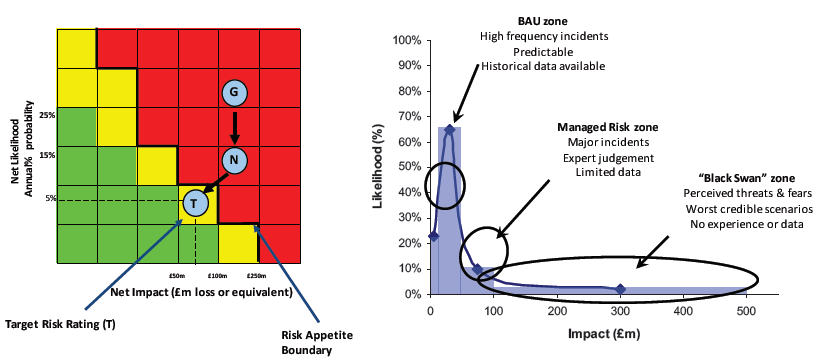 Net Likelihood
Annual% probability
25%
15%
5%
G
N
T
£50m
£100m
£250m
Net Impact (£m loss or equivalent)
Target Risk Rating (T)
Risk Appetite
Boundary
BAU zone
High frequency incidents
Predictable
Historical data available
Managed Risk zone
Major incidents
Expert judgement
Limited data
"Black Swan" zone
Perceived threats & fears
Worst credible scenarios
No experience or data
Likelihood (%)
100%
90%
80%
70%
60%
50%
40%
30%
20%
10%
0%
0
100
200
300
400
500
Impact (£m)